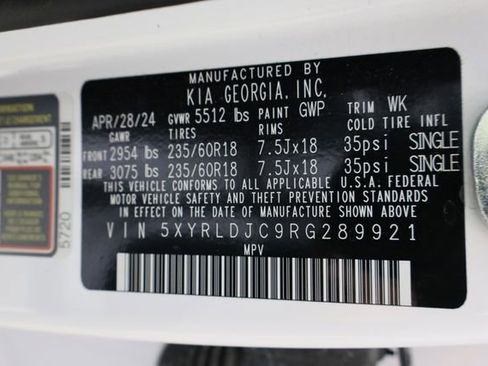 MANUFACTURED BY
KIA GEORGIA, INC.
APR/28/24 GVWR 5512 lbs PAINT GWP TRIM WK
GAWR TIRES RIMS COLD TIRE INFL
FRONT 2954 lbs 235/60R18 7.5Jx18 35psi SINGLE
REAR 3075 lbs 235/60R18 7.5Jx18 35psi SINGLE
THIS VEHICLE CONFORMS TO ALL APPLICABLE U.S.A. FEDERAL
MOTOR VEHICLE SAFETY AND THEFT PREVENTION STANDARDS
IN EFFECT ON THE DATE OF MANUFACTURE SHOWN ABOVE.
VIN 5XYRLDJC9RG289921
MPV
5720